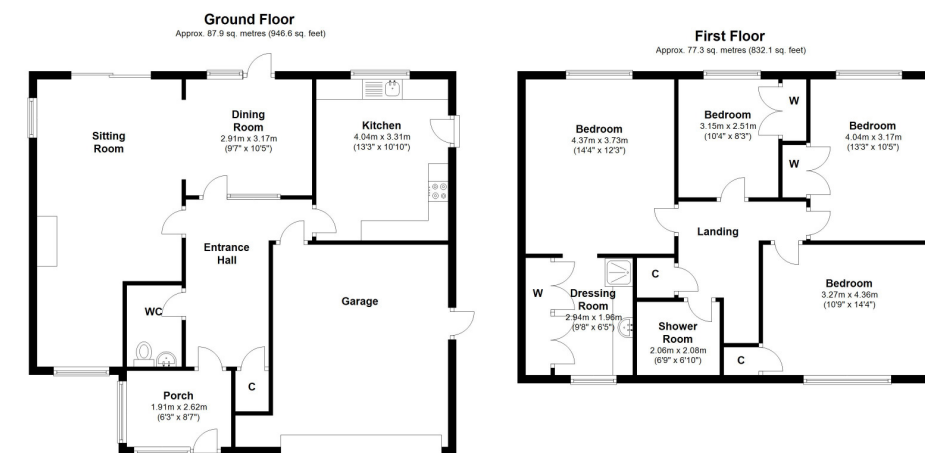 Ground Floor
Approx. 87.9 sq. metres (946.6 sq. feet)
Sitting
Room
Dining
Room
2.91m x 3.17m
(9'7" x 10'5")
Kitchen
4.04m x 3.31m
(13'3" x 10'10")
Entrance
Hall
WC
Garage
C
Porch
1.91m x 2.62m
(6'3" x 8'7")
First Floor
Approx. 77.3 sq. metres (832.1 sq. feet)
Bedroom
4.37m x 3.73m
(14'4" x 12'3")
Bedroom
3.15m x 2.51m
(10'4" x 8'3")
W
Bedroom
4.04m x 3.17m
(13'3" x 10'5")
W
Landing
W
Dressing
Room
2.94m x 1.96m
(9'8" x 6'5")
C
Shower
Room
2.06m x 2.08m
(6'9" x 6'10")
C
Bedroom
3.27m x 4.36m
(10'9" x 14'4")